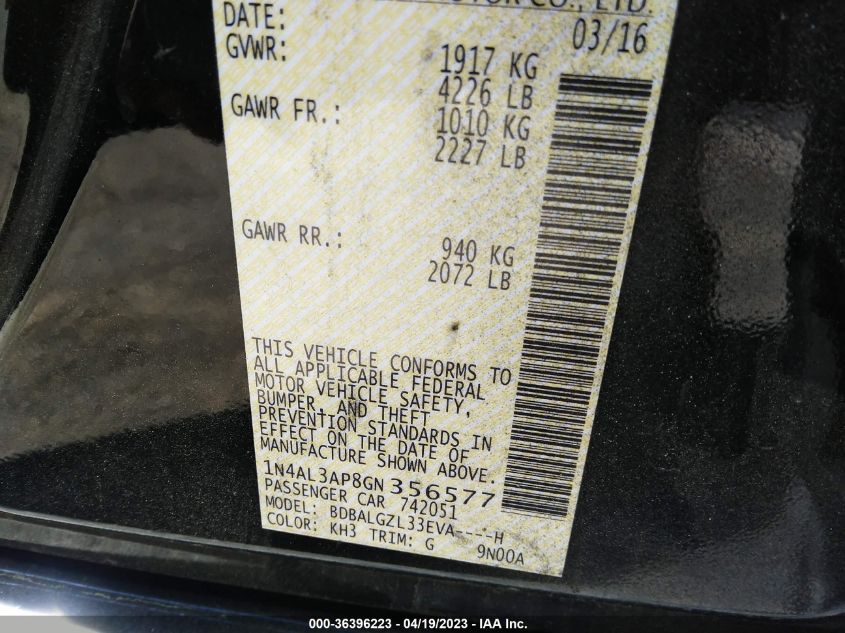 MOTOR CO., LTD.
DATE: 03/16
GVWR: 1917 KG
4226 LB
GAWR FR.: 1010 KG
2227 LB
GAWR RR.: 940 KG
2072 LB
THIS VEHICLE CONFORMS TO
ALL APPLICABLE FEDERAL
MOTOR VEHICLE SAFETY,
BUMPER, AND THEFT
PREVENTION STANDARDS IN
EFFECT ON THE DATE OF
MANUFACTURE SHOWN ABOVE.
1N4AL3AP8GN356577
PASSENGER CAR 742051
MODEL: BDBALGZL33EVA----H
COLOR: KH3 TRIM: G 9N00A
000-36396223 - 04/19/2023 - IAA Inc.